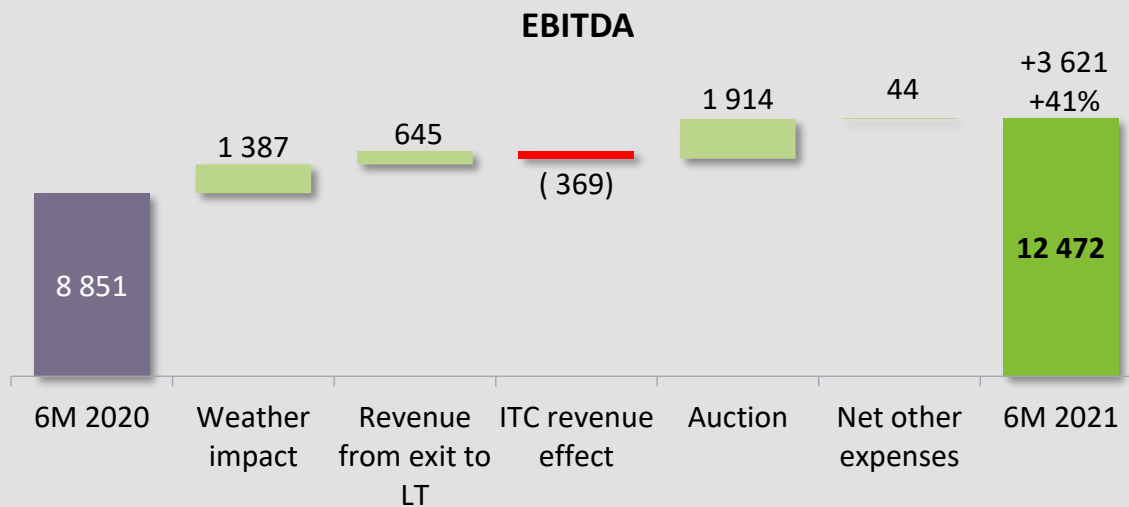 EBITDA
+3 621
+41%
1 914
44
1 387
645
( 369)
8 851
12 472
6M 2020
Weather
impact
Revenue
from exit to
LT
ITC revenue
effect
Auction
Net other
expenses
6M 2021